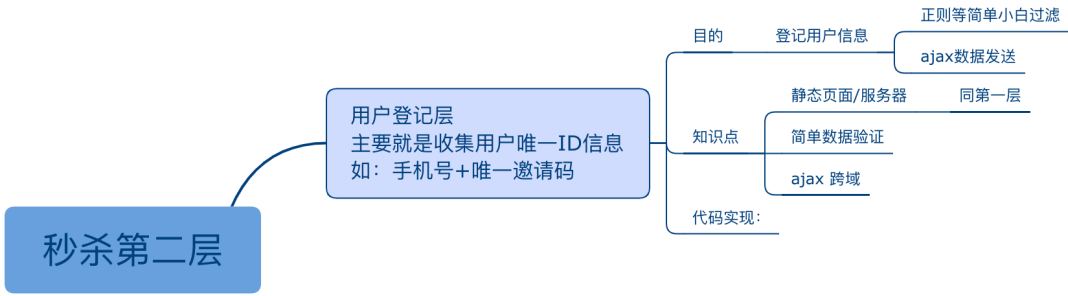 秒杀第二层
用户登记层
主要就是收集用户唯一ID信息
如：手机号+唯一邀请码
目的
登记用户信息
正则等简单小白过滤
ajax数据发送
知识点
静态页面/服务器
同第一层
简单数据验证
ajax 跨域
代码实现：